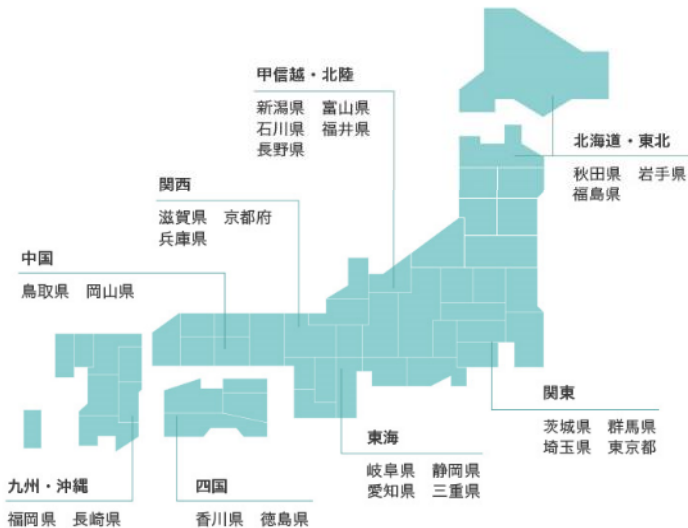 甲信越・北陸
新潟県　富山県
石川県　福井県
長野県
北海道・東北
秋田県　岩手県
福島県
関西
滋賀県　京都府
兵庫県
中国
鳥取県　岡山県
関東
茨城県　群馬県
埼玉県　東京都
東海
岐阜県　静岡県
愛知県　三重県
九州・沖縄
福岡県　長崎県
四国
香川県　徳島県